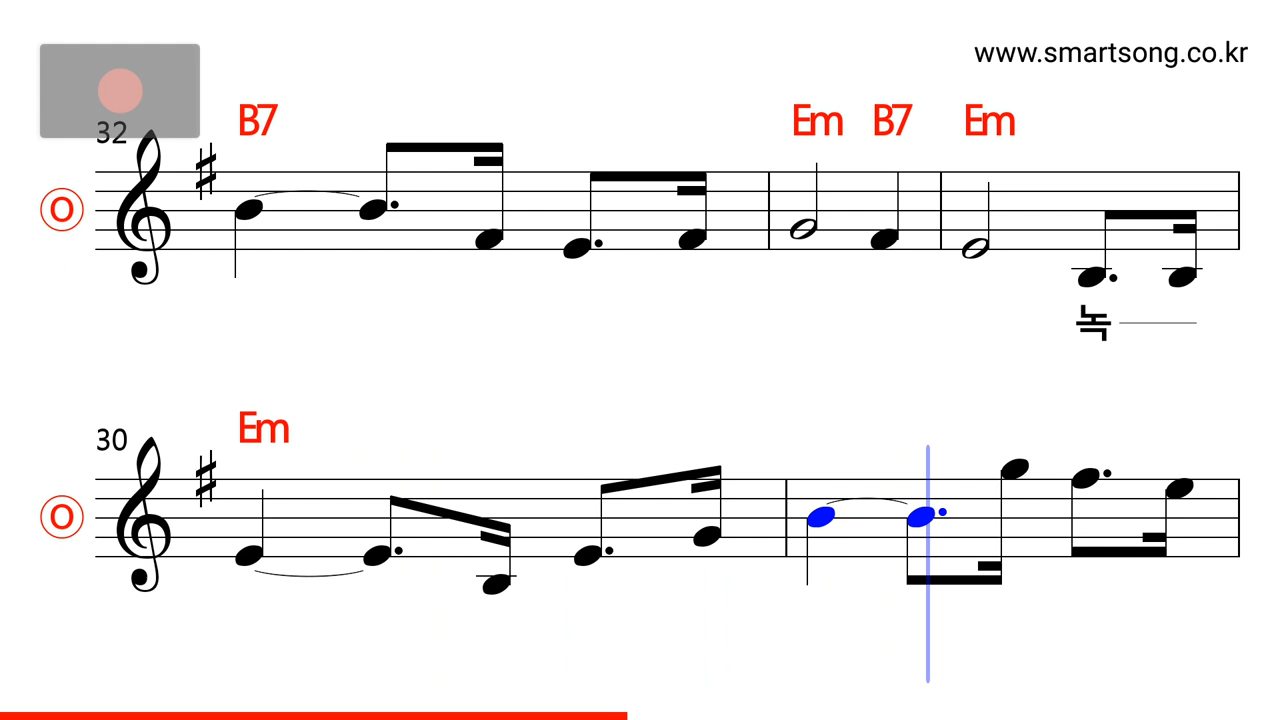 www.smartsong.co.kr
32 B7 Em B7 Em
O
녹
30 Em
O